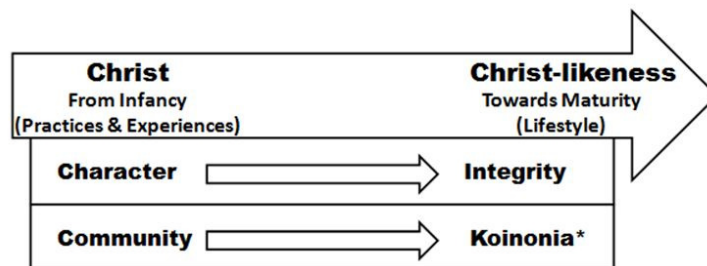 Christ Christ-likeness
From Infancy Towards Maturity
(Practices & Experiences) (Lifestyle)
Character Integrity
Community Koinonia*